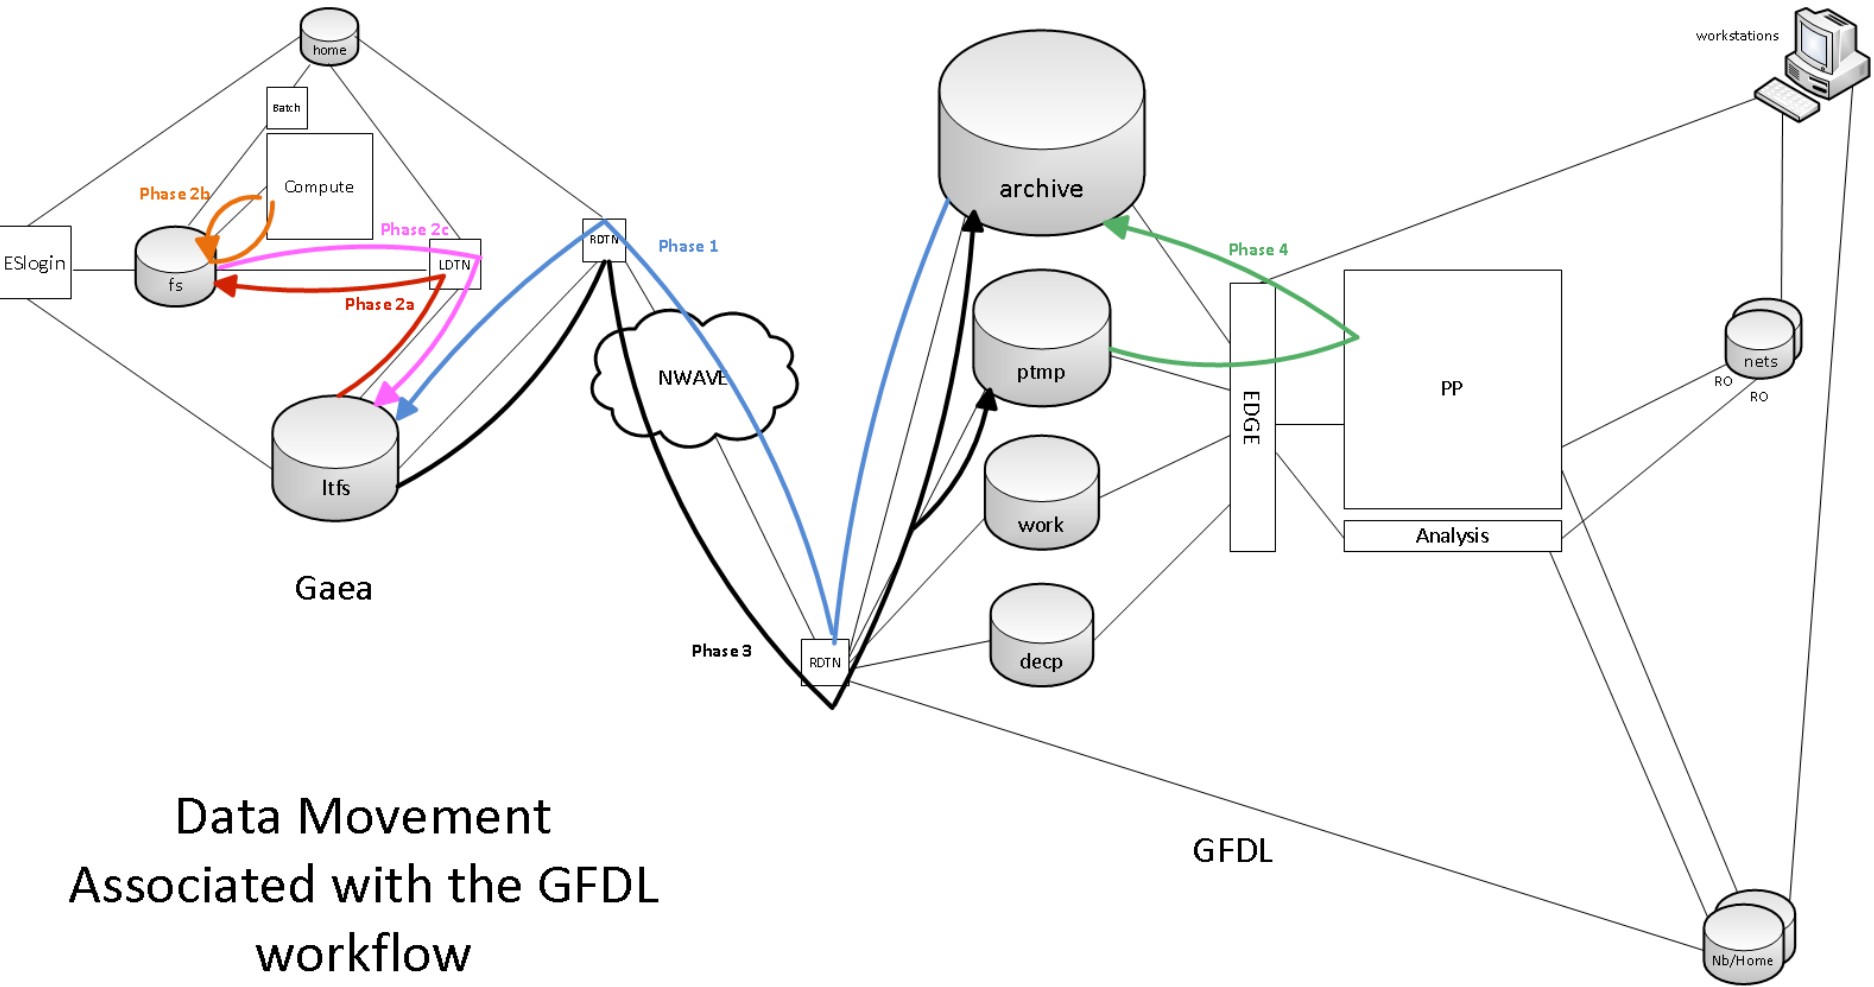 home
workstations
Batch
Compute
archive
Phase 2b
Phase 2c
RDTN
Phase 1
Phase 4
ESlogin
LDTN
fs
Phase 2a
NWAVE
ptmp
EDGE
PP
nets
RO
RO
ltfs
work
Analysis
Gaea
Phase 3
RDTN
decp
Data Movement
Associated with the GFDL
workflow
GFDL
Nb/Home